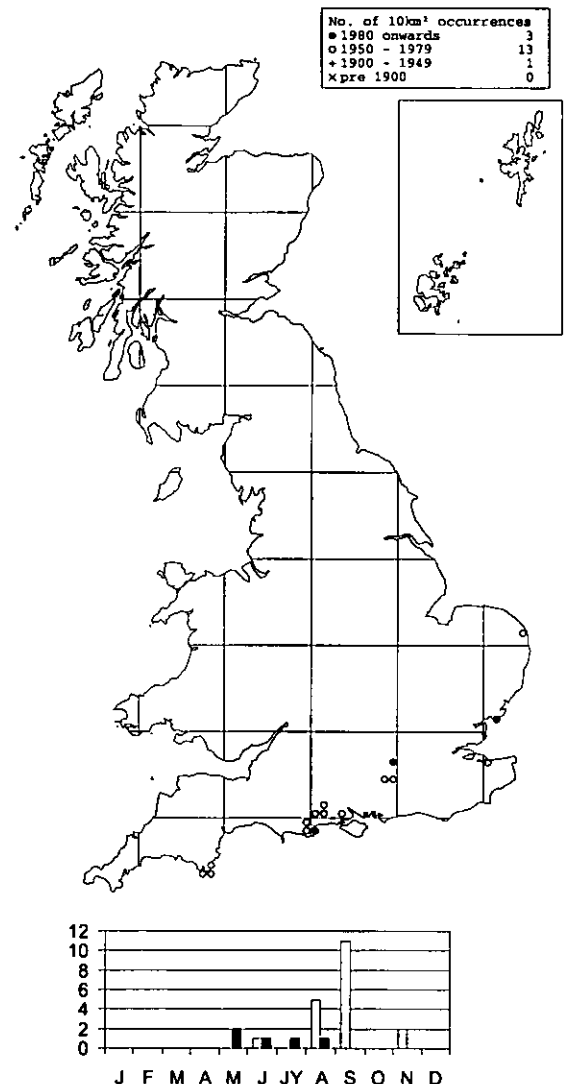 No. of 10km² occurrences
● 1980 onwards 3
○ 1950 - 1979 13
+ 1900 - 1949 1
× pre 1900 0
12
10
8
6
4
2
0
J F M A M J JY A S O N D